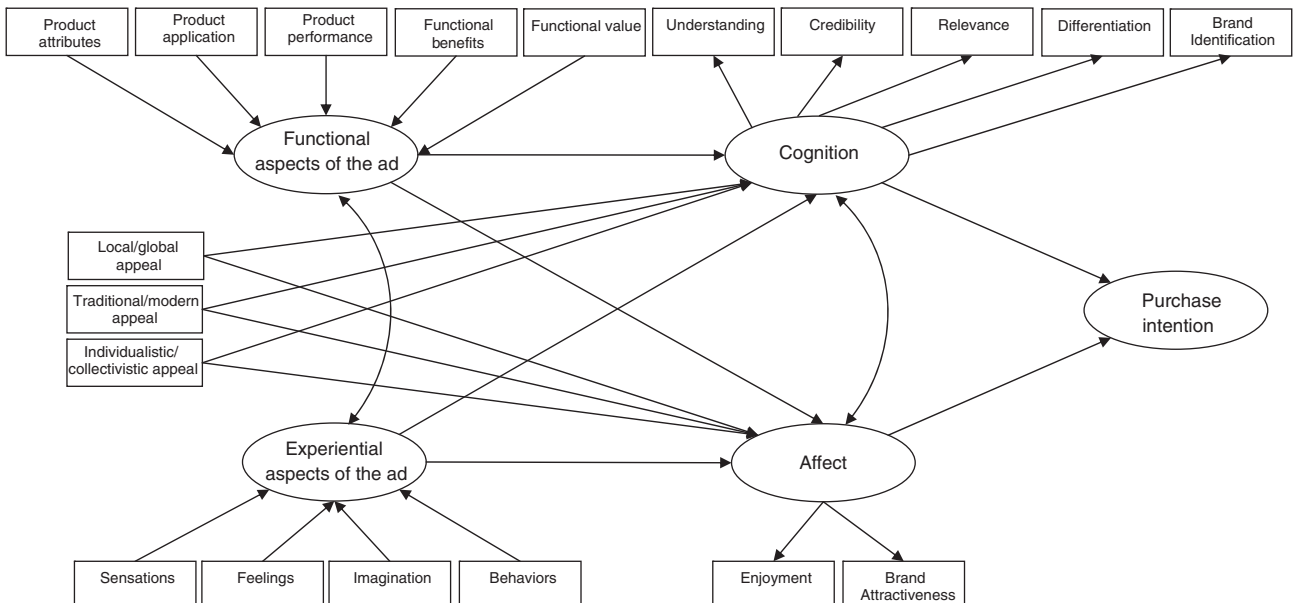 Product
attributes
Product
application
Product
performance
Functional
benefits
Functional value
Understanding
Credibility
Relevance
Differentiation
Brand
Identification
Functional
aspects of the ad
Cognition
Local/global
appeal
Traditional/modern
appeal
Individualistic/
collectivistic appeal
Purchase
intention
Experiential
aspects of the ad
Affect
Sensations
Feelings
Imagination
Behaviors
Enjoyment
Brand
Attractiveness